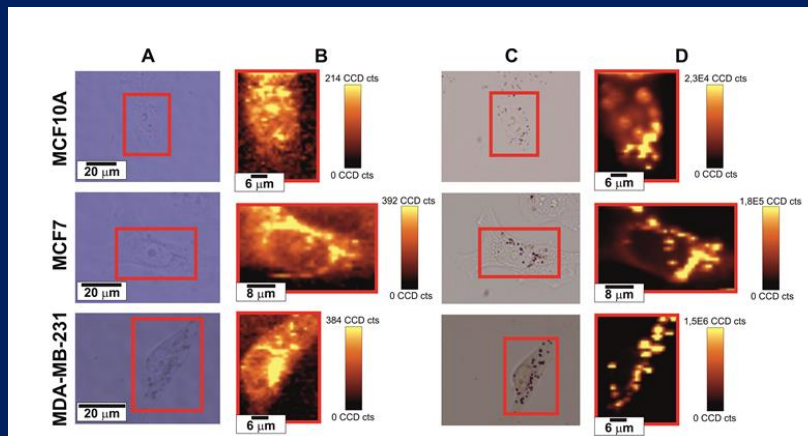 A B C D
MCF10A
20 μm
214 CCD cts
0 CCD cts
6 μm
2,3E4 CCD cts
0 CCD cts
6 μm
MCF7
20 μm
392 CCD cts
0 CCD cts
8 μm
1,8E5 CCD cts
0 CCD cts
8 μm
MDA-MB-231
20 μm
384 CCD cts
0 CCD cts
6 μm
1,5E6 CCD cts
0 CCD cts
6 μm